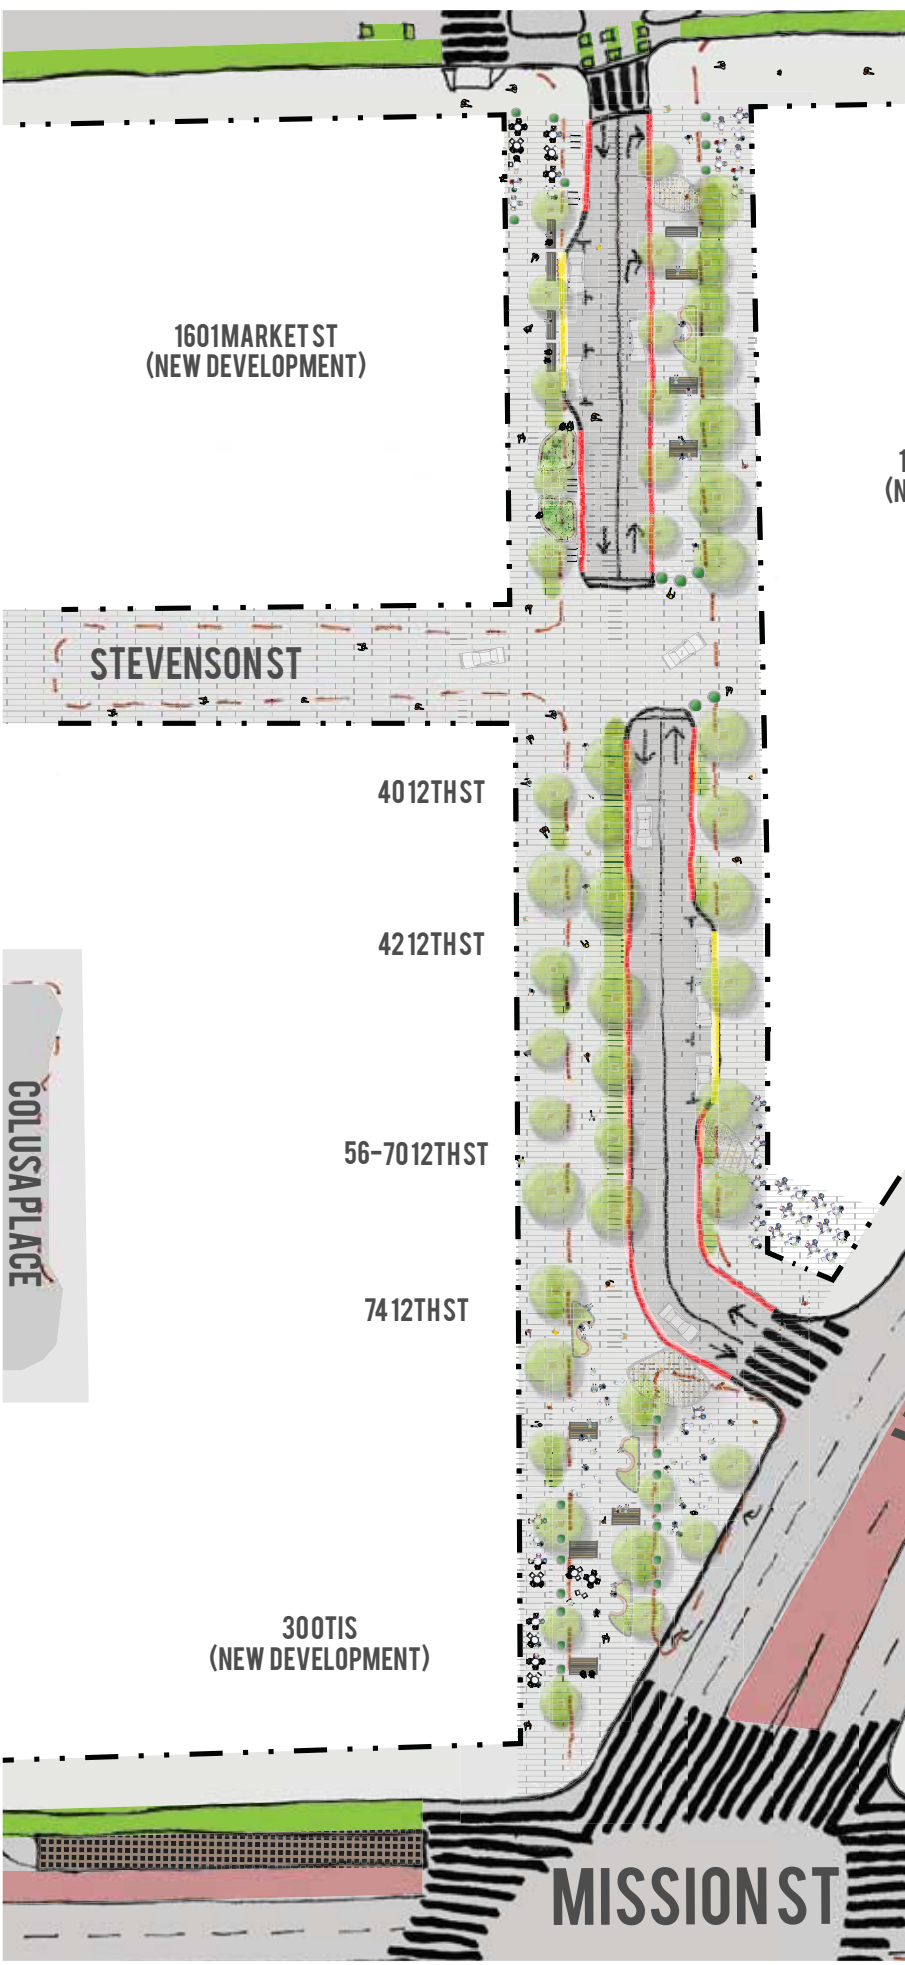 1601 MARKET ST
(NEW DEVELOPMENT)
1
(N
STEVENSON ST
40 12TH ST
42 12TH ST
COLUSA PLACE
56-70 12TH ST
74 12TH ST
30 OTIS
(NEW DEVELOPMENT)
MISSION ST